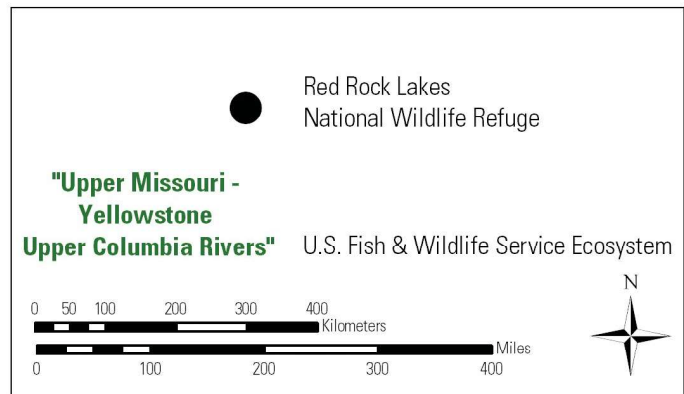 Red Rock Lakes
National Wildlife Refuge
"Upper Missouri -
Yellowstone
Upper Columbia Rivers"
U.S. Fish & Wildlife Service Ecosystem
N
0 50 100 200 300 400
Kilometers
Miles
0 100 200 300 400